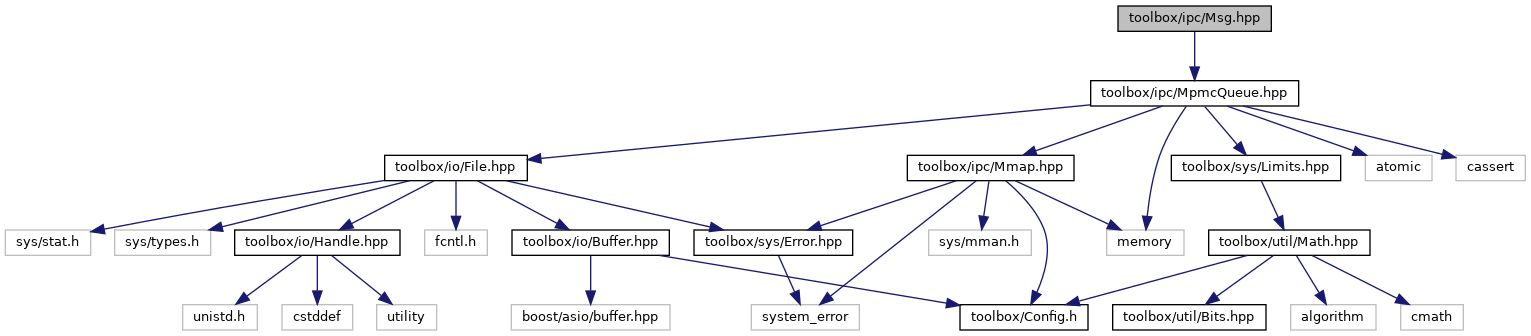 toolbox/ipc/Msg.hpp
toolbox/ipc/MpmcQueue.hpp
toolbox/io/File.hpp
toolbox/ipc/Mmap.hpp
toolbox/sys/Limits.hpp
atomic
cassert
sys/stat.h
sys/types.h
toolbox/io/Handle.hpp
fcntl.h
toolbox/io/Buffer.hpp
toolbox/sys/Error.hpp
sys/mman.h
memory
toolbox/util/Math.hpp
unistd.h
cstddef
utility
boost/asio/buffer.hpp
system_error
toolbox/Config.h
toolbox/util/Bits.hpp
algorithm
cmath